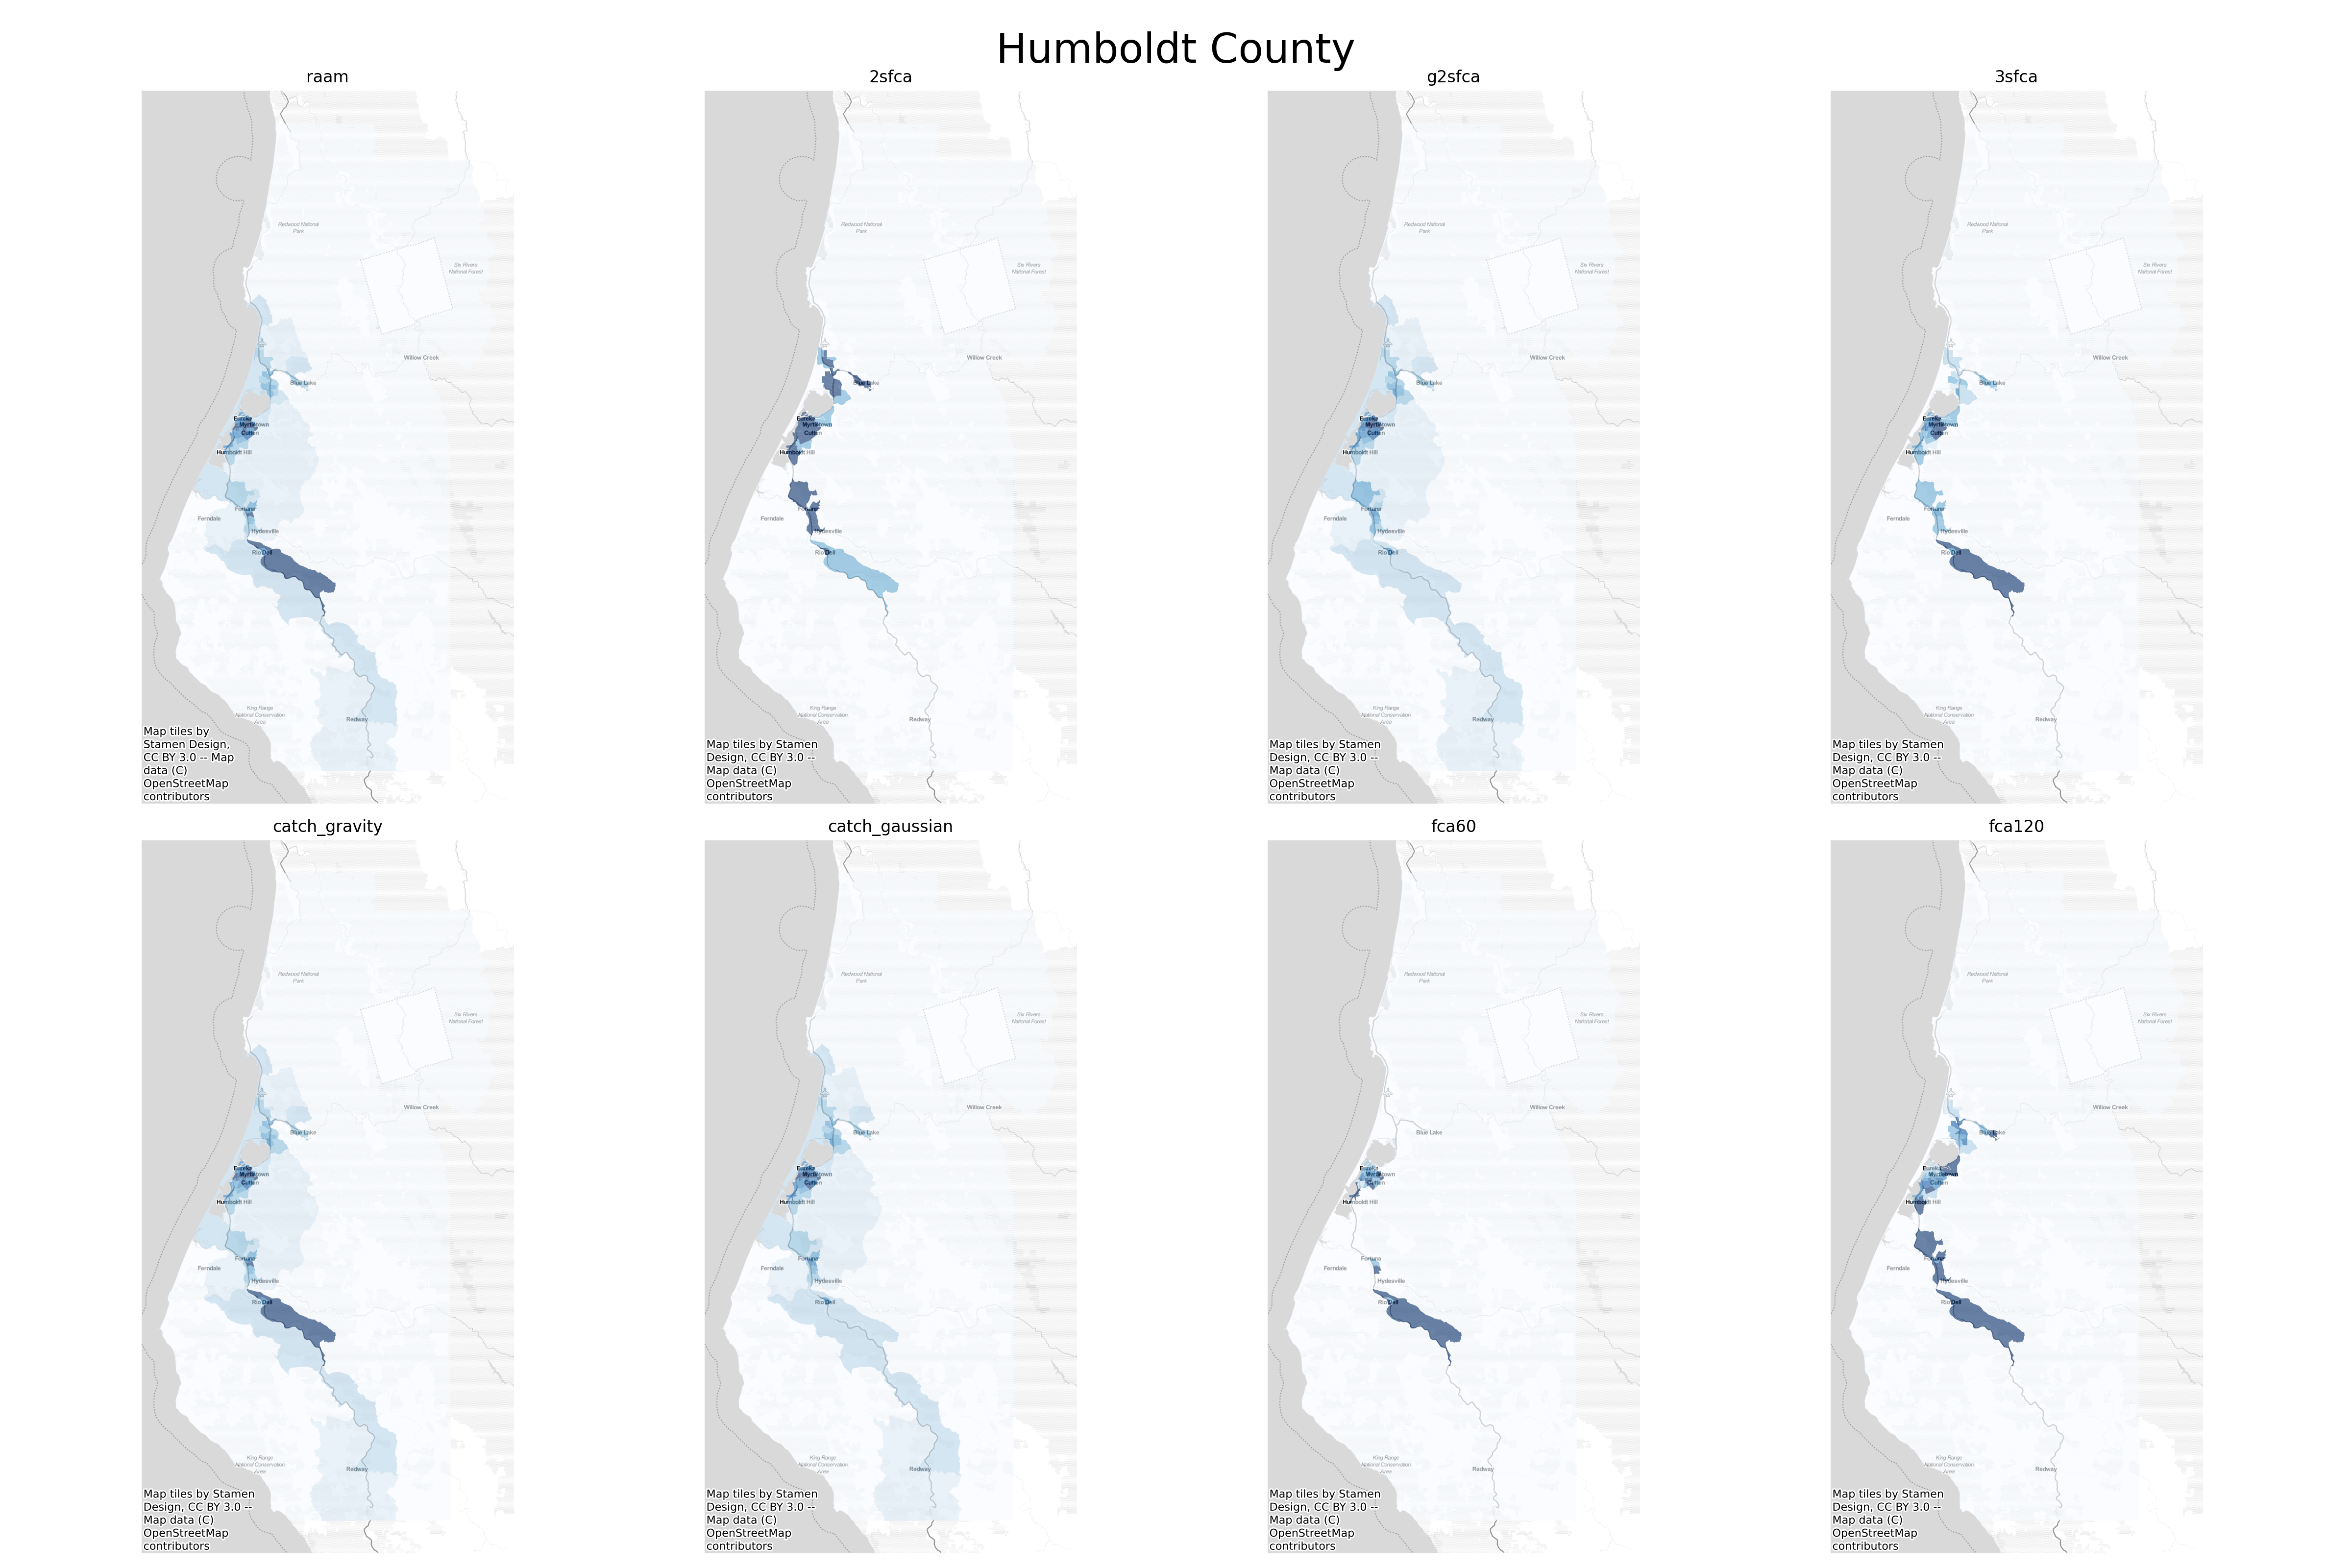 Humboldt County
raam
2sfca
g2sfca
3sfca
Redwood National
Park
Six Rivers
National Forest
Willow Creek
Blue Lake
Eureka
Myrtletown
Cutten
Humboldt Hill
Fortuna
Ferndale
Hydesville
Rio Dell
King Range
National Conservation
Area
Redway
Map tiles by
Stamen Design,
CC BY 3.0 -- Map
data (C)
OpenStreetMap
contributors
Redwood National
Park
Six Rivers
National Forest
Willow Creek
Blue Lake
Eureka
Myrtletown
Cutten
Humboldt Hill
Fortuna
Ferndale
Hydesville
Rio Dell
King Range
National Conservation
Area
Redway
Map tiles by Stamen
Design, CC BY 3.0 --
Map data (C)
OpenStreetMap
contributors
Redwood National
Park
Six Rivers
National Forest
Willow Creek
Blue Lake
Eureka
Myrtletown
Cutten
Humboldt Hill
Fortuna
Ferndale
Hydesville
Rio Dell
King Range
National Conservation
Area
Redway
Map tiles by Stamen
Design, CC BY 3.0 --
Map data (C)
OpenStreetMap
contributors
Redwood National
Park
Six Rivers
National Forest
Willow Creek
Blue Lake
Eureka
Myrtletown
Cutten
Humboldt Hill
Fortuna
Ferndale
Hydesville
Rio Dell
King Range
National Conservation
Area
Redway
Map tiles by Stamen
Design, CC BY 3.0 --
Map data (C)
OpenStreetMap
contributors
catch_gravity
catch_gaussian
fca60
fca120
Redwood National
Park
Six Rivers
National Forest
Willow Creek
Blue Lake
Eureka
Myrtletown
Cutten
Humboldt Hill
Fortuna
Ferndale
Hydesville
Rio Dell
King Range
National Conservation
Area
Redway
Map tiles by Stamen
Design, CC BY 3.0 --
Map data (C)
OpenStreetMap
contributors
Redwood National
Park
Six Rivers
National Forest
Willow Creek
Blue Lake
Eureka
Myrtletown
Cutten
Humboldt Hill
Fortuna
Ferndale
Hydesville
Rio Dell
King Range
National Conservation
Area
Redway
Map tiles by Stamen
Design, CC BY 3.0 --
Map data (C)
OpenStreetMap
contributors
Redwood National
Park
Six Rivers
National Forest
Willow Creek
Blue Lake
Eureka
Myrtletown
Cutten
Humboldt Hill
Fortuna
Ferndale
Hydesville
Rio Dell
King Range
National Conservation
Area
Redway
Map tiles by Stamen
Design, CC BY 3.0 --
Map data (C)
OpenStreetMap
contributors
Redwood National
Park
Six Rivers
National Forest
Willow Creek
Blue Lake
Eureka
Myrtletown
Cutten
Humboldt Hill
Fortuna
Ferndale
Hydesville
Rio Dell
King Range
National Conservation
Area
Redway
Map tiles by Stamen
Design, CC BY 3.0 --
Map data (C)
OpenStreetMap
contributors